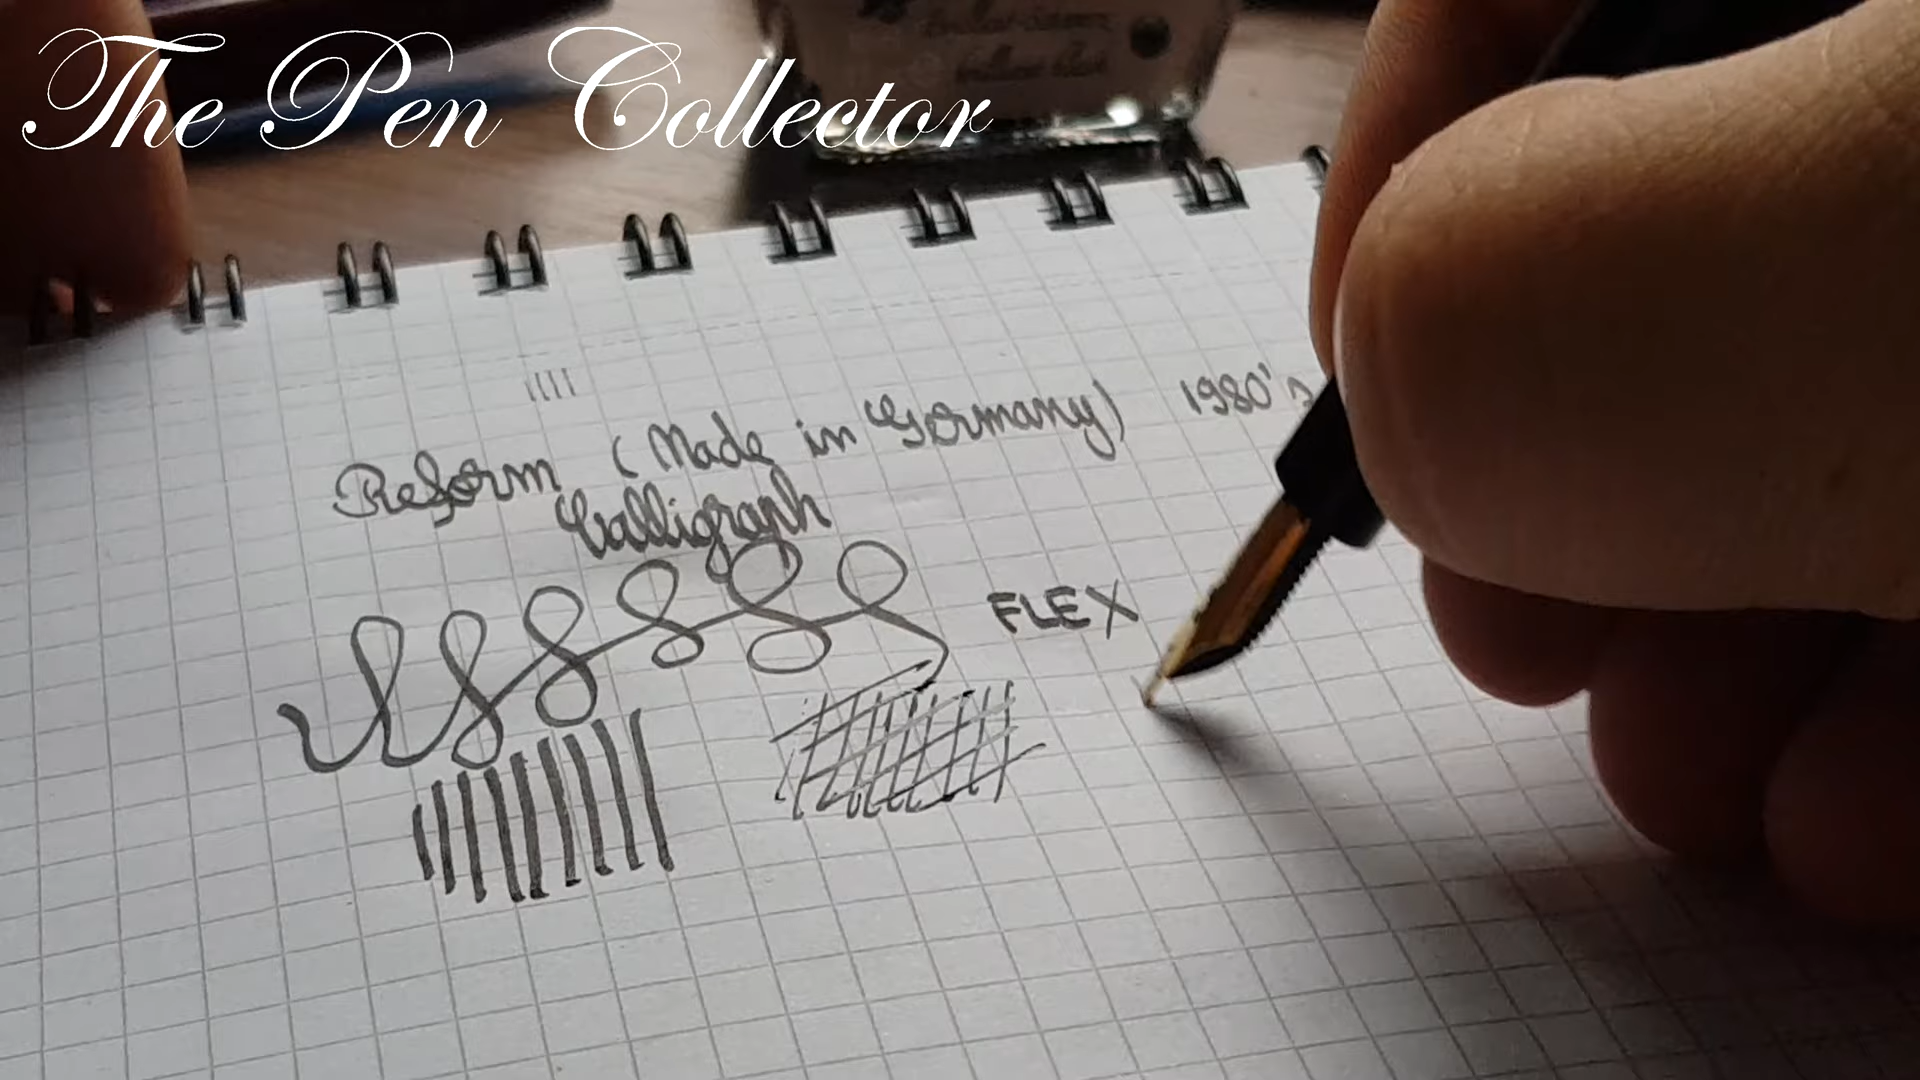 The Pen Collector
Reform (Made in Germany) 1980's
Calligraph
FLEX